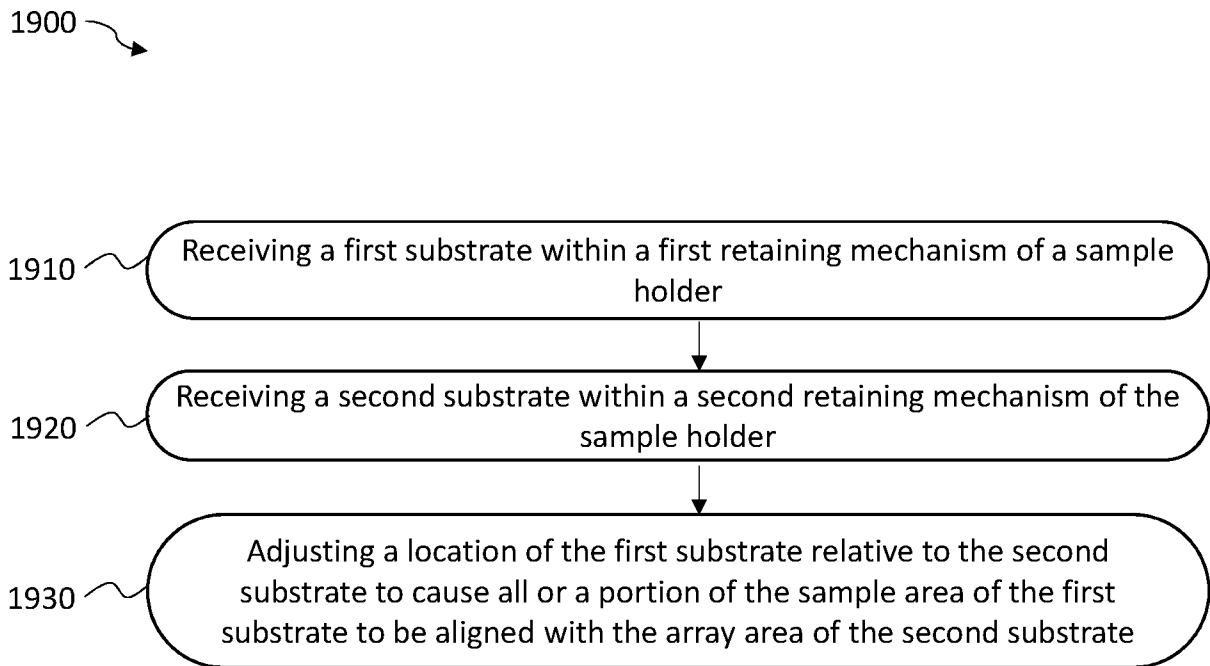 1900
Receiving a first substrate within a first retaining mechanism of a sample
1910
holder
Receiving a second substrate within a second retaining mechanism of the
1920
sample holder
Adjusting a location of the first substrate relative to the second
1930
substrate to cause all or a portion of the sample area of the first
substrate to be aligned with the array area of the second substrate